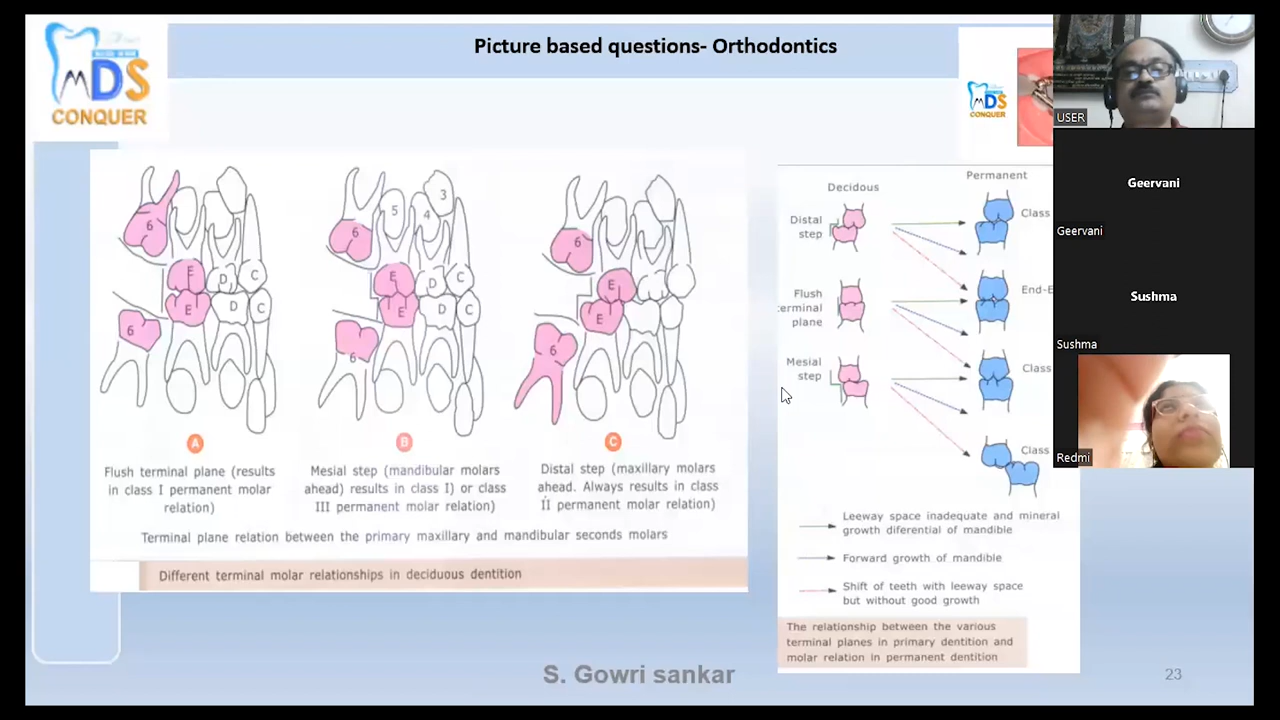 Picture based questions- Orthodontics
MDS
CONQUER
MDS
CONQUER
USER
Geervani
Geervani
Sushma
Sushma
Redmi
6
E
D
C
E
D
C
6
A
Flush terminal plane (results
in class I permanent molar
relation)
5
4
3
6
E
D
C
E
D
C
6
B
Mesial step (mandibular molars
ahead) results in class I) or class
III permanent molar relation)
6
E
E
6
C
Distal step (maxillary molars
ahead. Always results in class
II permanent molar relation)
Terminal plane relation between the primary maxillary and mandibular seconds molars
Different terminal molar relationships in deciduous dentition
Decidous
Permanent
Distal
step
Class
Flush
terminal
plane
End-E
Mesial
step
Class
Class
Leeway space inadequate and mineral
growth diferential of mandible
Forward growth of mandible
Shift of teeth with leeway space
but without good growth
The relationship between the various
terminal planes in primary dentition and
molar relation in permanent dentition
S. Gowri sankar
23